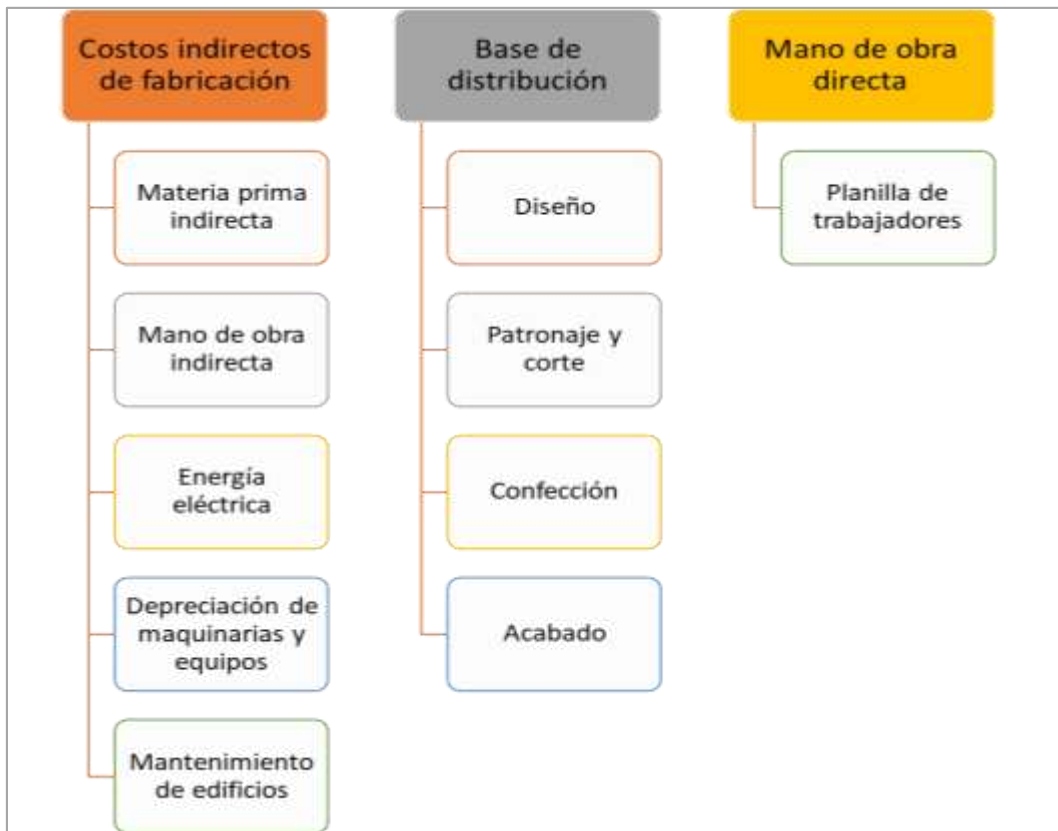 Costos indirectos
de fabricación
Materia prima
indirecta
Mano de obra
indirecta
Energía
eléctrica
Depreciación de
maquinarias y
equipos
Mantenimiento
de edificios
Base de
distribución
Diseño
Patronaje y
corte
Confección
Acabado
Mano de obra
directa
Planilla de
trabajadores